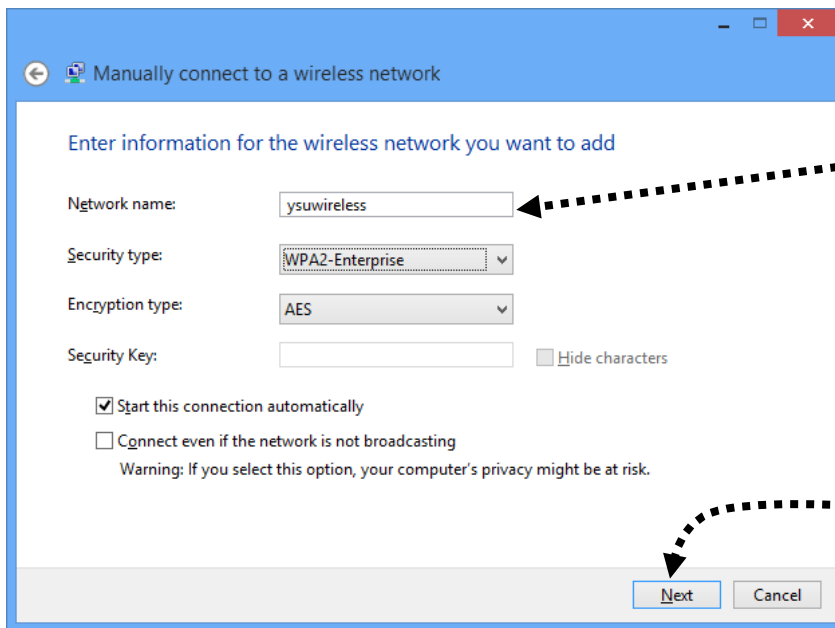 Manually connect to a wireless network
Enter information for the wireless network you want to add
Network name: ysuwireless
Security type: WPA2-Enterprise
Encryption type: AES
Security Key: Hide characters
Start this connection automatically
Connect even if the network is not broadcasting
Warning: If you select this option, your computer's privacy might be at risk.
Next Cancel